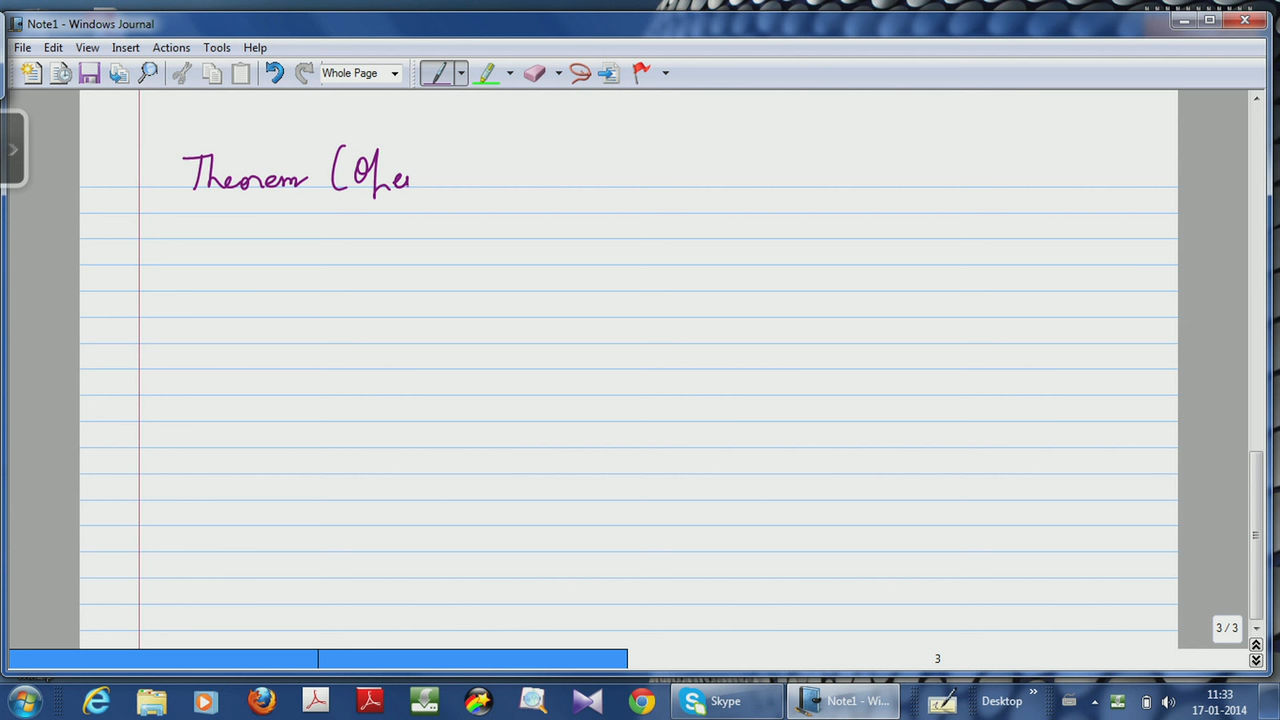 Note1 - Windows Journal
File Edit View Insert Actions Tools Help
Whole Page
Theorem (Ope
3 / 3
3
Skype
Note1 - Wi...
Desktop
11:33
17-01-2014